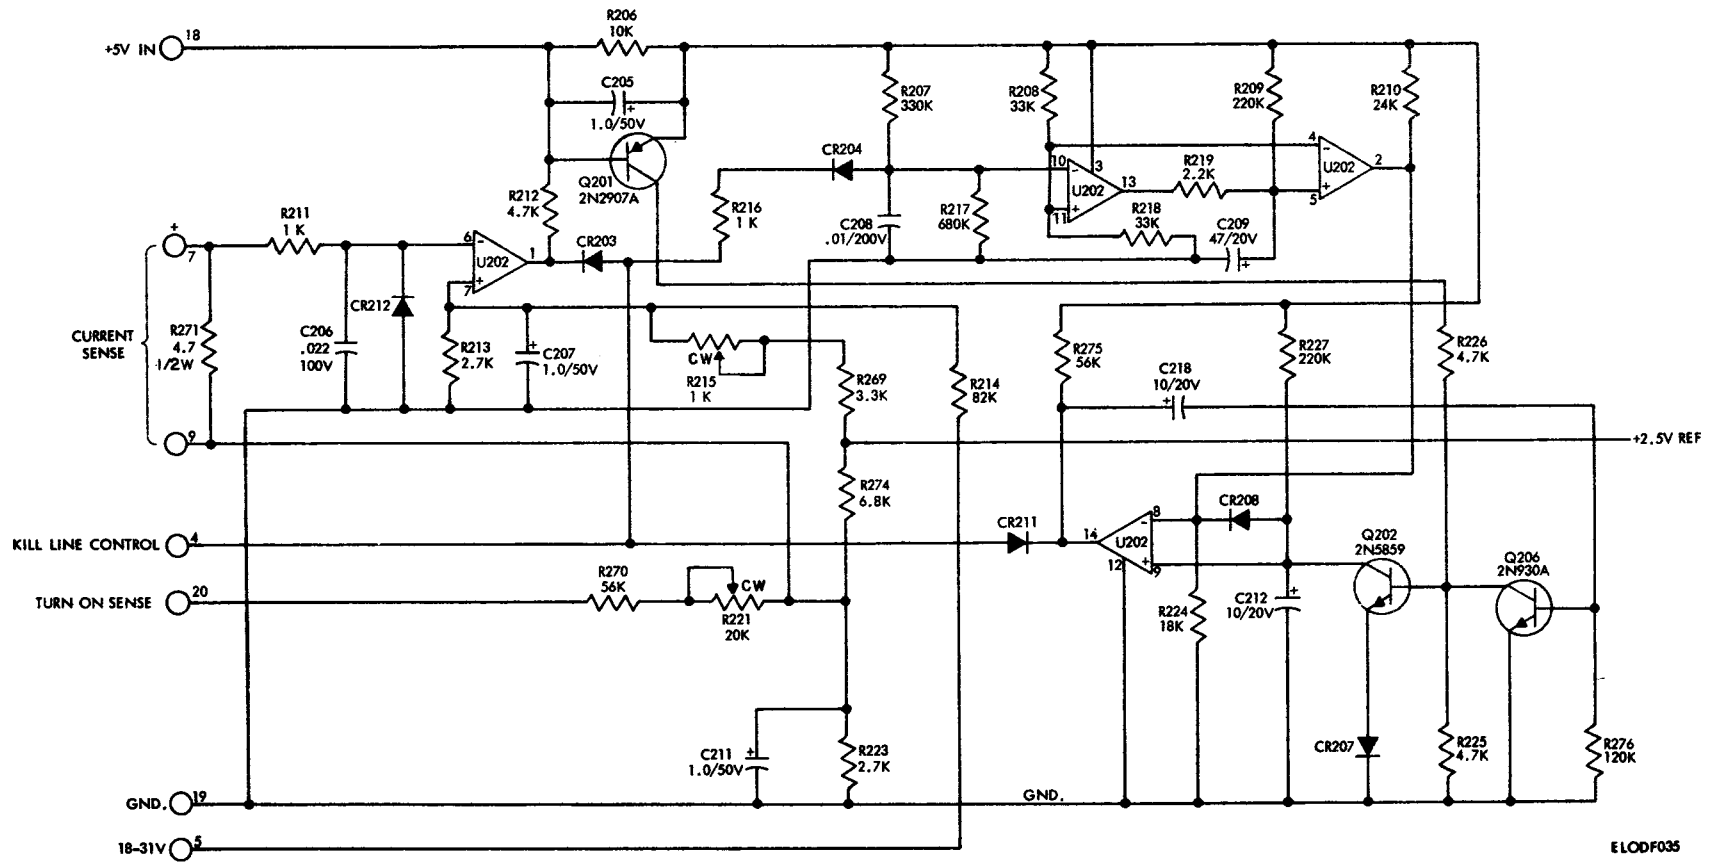 +5V IN
18
R206
10K
C205
+
1.0/50V
R207
330K
R208
33K
R209
220K
R210
24K
CR204
Q201
2N2907A
R212
4.7K
R216
1 K
10
-
3
U202
+
11
13
R219
2.2K
4
-
U202
+
5
2
C208
.01/200V
R217
680K
R218
33K
C209
47/20V
+
+
7
R211
1 K
6
-
U202
+
7
1
CR203
CURRENT
SENSE
R271
4.7
1/2W
C206
.022
100V
CR212
R213
2.7K
+
C207
1.0/50V
CW
R215
1 K
R269
3.3K
R214
82K
R275
56K
C218
10/20V
+
R227
220K
R226
4.7K
9
+2.5V REF
R274
6.8K
KILL LINE CONTROL
4
CR211
14
U202
8
-
12
+
9
CR208
Q202
2N5859
Q206
2N930A
TURN ON SENSE
20
R270
56K
CW
R221
20K
R224
18K
C212
10/20V
+
C211
1.0/50V
+
R223
2.7K
CR207
R225
4.7K
R276
120K
GND.
19
GND.
18-31V
5
ELODF035